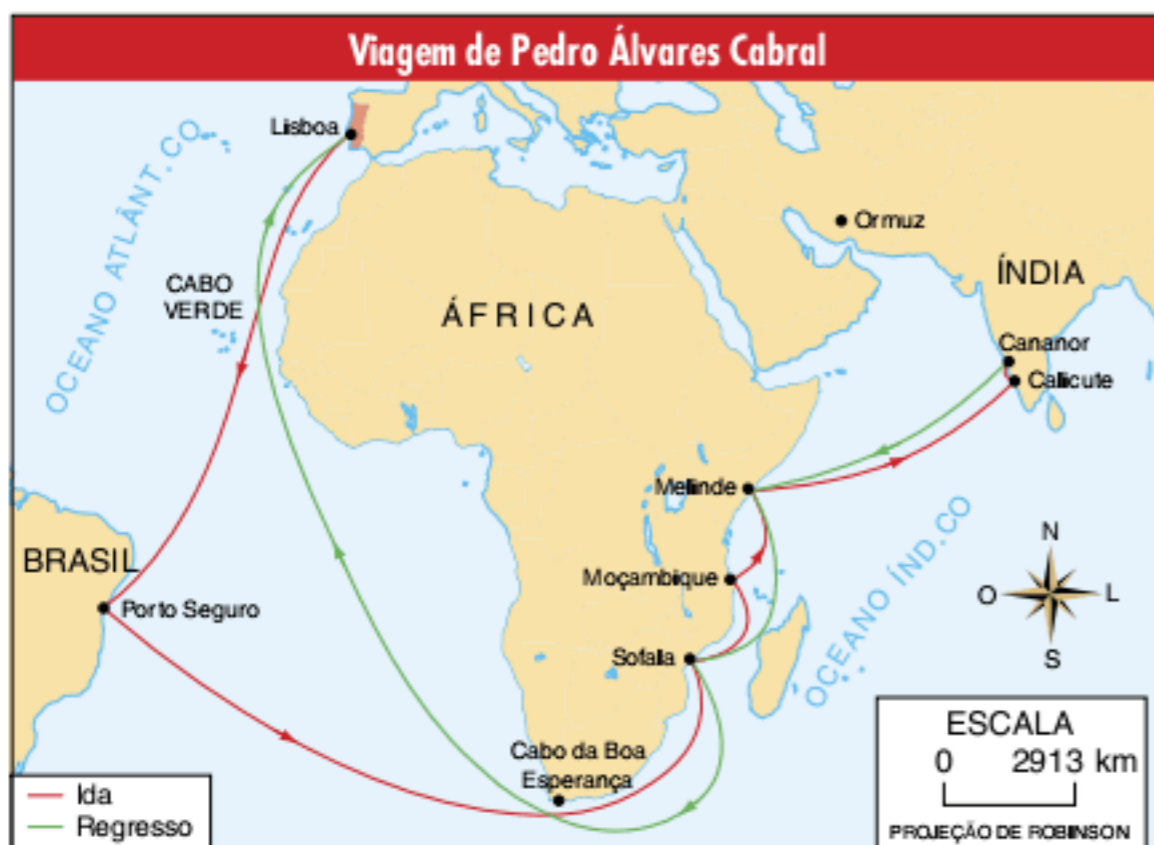 Viagem de Pedro Álvares Cabral
Lisboa
OCEANO ATLÂNT.CO
Ormuz
ÍNDIA
CABO
VERDE
ÁFRICA
Cananor
Calicute
Melinde
BRASIL
Moçambique
OCEANO ÍND.CO
N
O
L
S
Porto Seguro
Sofala
Cabo da Boa
Esperança
ESCALA
0 2913 km
PROJEÇÃO DE ROBINSON
Ida
Regresso